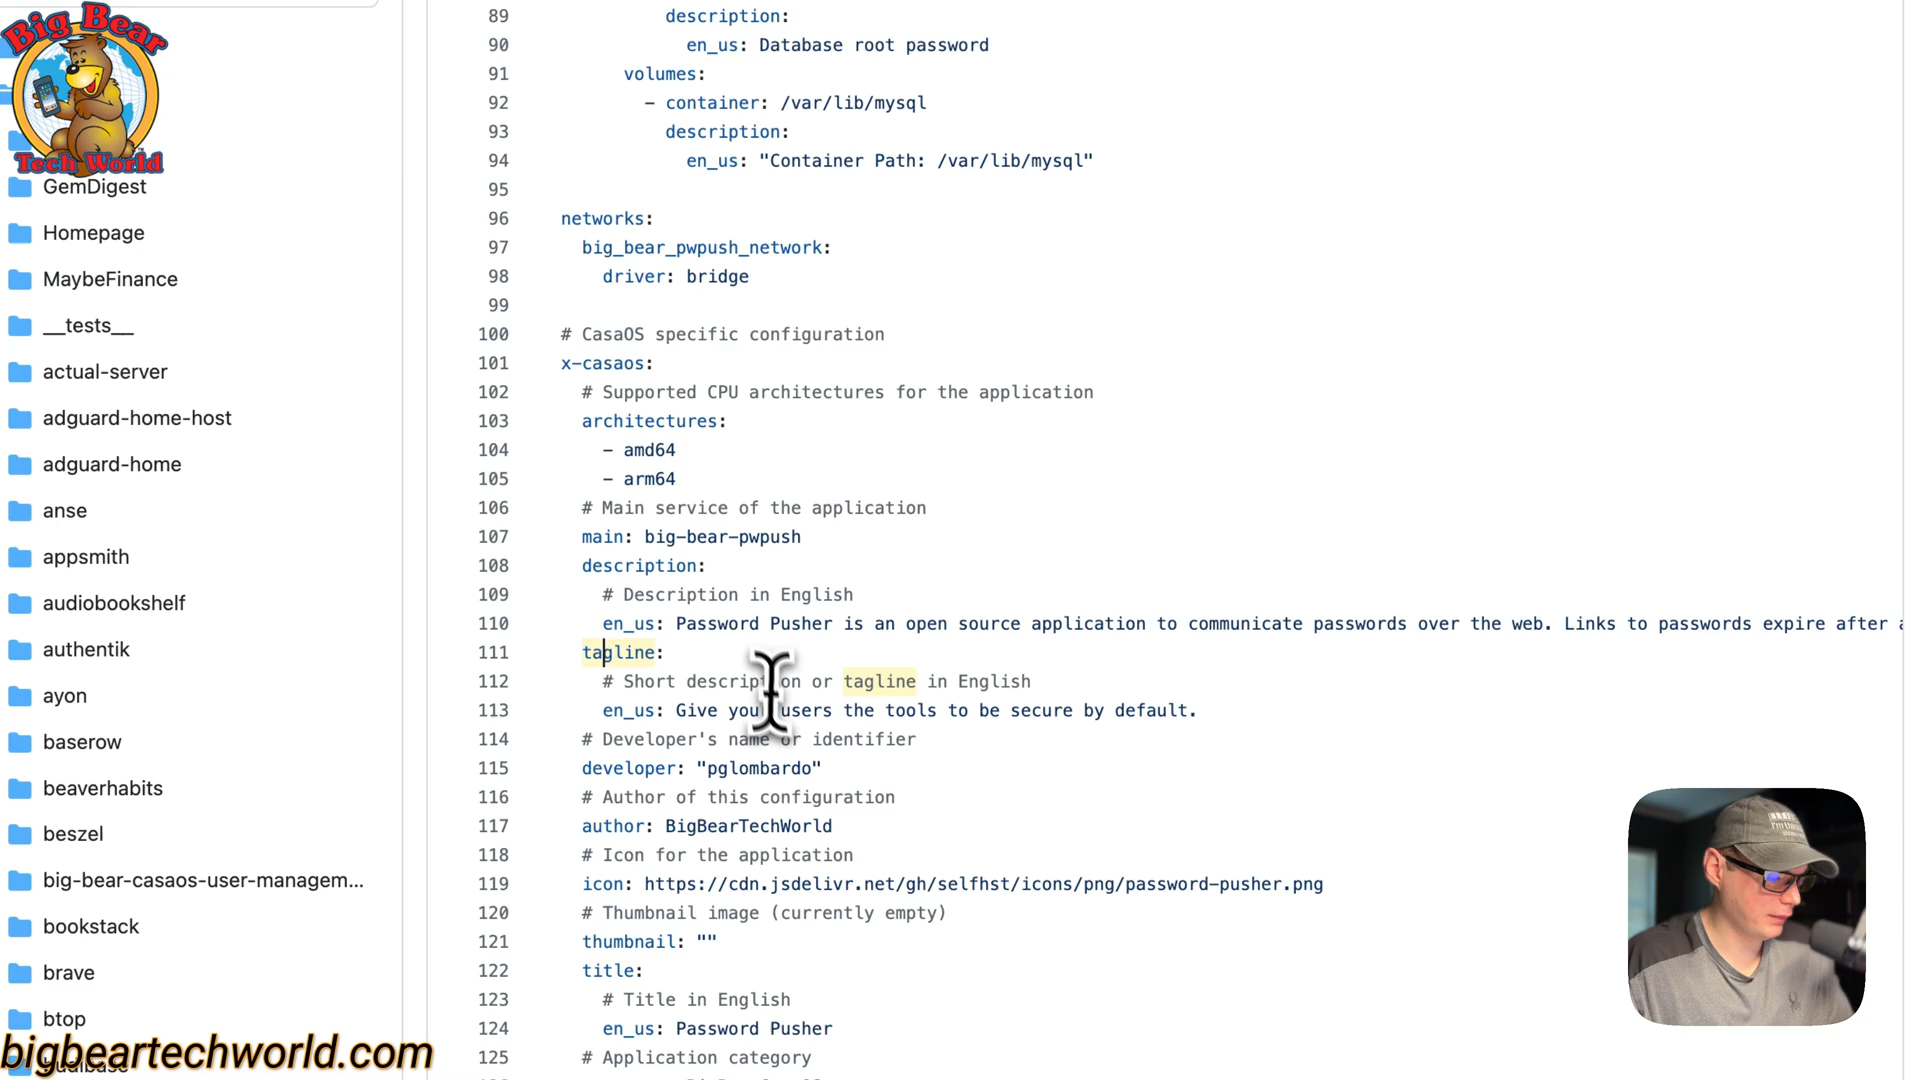 Big Bear
Tech World
GemDigest
Homepage
MaybeFinance
__tests__
actual-server
adguard-home-host
adguard-home
anse
appsmith
audiobookshelf
authentik
ayon
baserow
beaverhabits
beszel
big-bear-casaos-user-managem...
bookstack
brave
btop
bigbeartechworld.com
89 description:
90 en_us: Database root password
91 volumes:
92 - container: /var/lib/mysql
93 description:
94 en_us: "Container Path: /var/lib/mysql"
95
96 networks:
97 big_bear_pwpush_network:
98 driver: bridge
99
100 # CasaOS specific configuration
101 x-casaos:
102 # Supported CPU architectures for the application
103 architectures:
104 - amd64
105 - arm64
106 # Main service of the application
107 main: big-bear-pwpush
108 description:
109 # Description in English
110 en_us: Password Pusher is an open source application to communicate passwords over the web. Links to passwords expire after
111 tagline:
112 # Short description or tagline in English
113 en_us: Give your users the tools to be secure by default.
114 # Developer's name or identifier
115 developer: "pglombardo"
116 # Author of this configuration
117 author: BigBearTechWorld
118 # Icon for the application
119 icon: https://cdn.jsdelivr.net/gh/selfhst/icons/png/password-pusher.png
120 # Thumbnail image (currently empty)
121 thumbnail: ""
122 title:
123 # Title in English
124 en_us: Password Pusher
125 # Application category